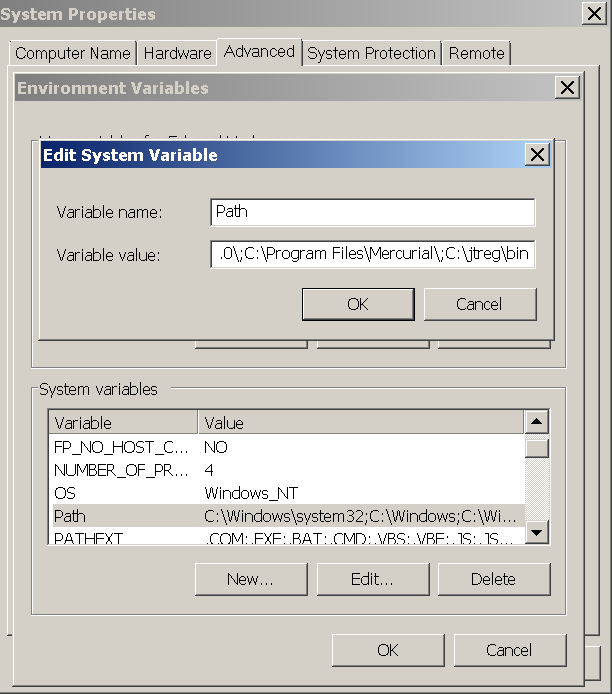 System Properties
Computer Name Hardware Advanced System Protection Remote
Environment Variables
Edit System Variable
Variable name: Path
Variable value: .0\;C:\Program Files\Mercurial\;C:\jtreg\bin
OK Cancel
System variables
Variable Value
FP_NO_HOST_C... NO
NUMBER_OF_PR... 4
OS Windows_NT
Path C:\Windows\system32;C:\Windows;C:\Wi...
PATHEXT .COM;.EXE;.BAT;.CMD;.VBS;.VBE;.JS;.JS...
New... Edit... Delete
OK Cancel